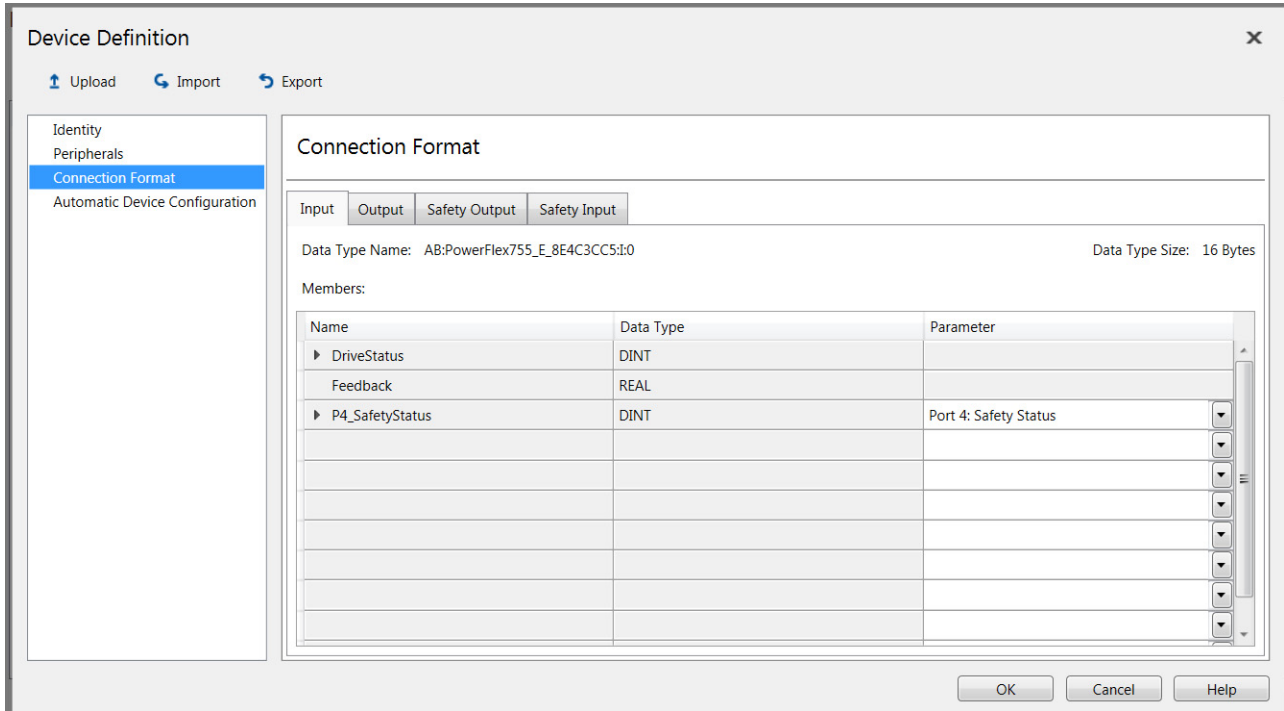 Device Definition
Upload Import Export
Identity
Peripherals
Connection Format
Automatic Device Configuration
Connection Format
Input Output Safety Output Safety Input
Data Type Name: AB:PowerFlex755_E_8E4C3CC5:I:0 Data Type Size: 16 Bytes
Members:
Name Data Type Parameter
DriveStatus DINT
Feedback REAL
P4_SafetyStatus DINT Port 4: Safety Status
OK Cancel Help